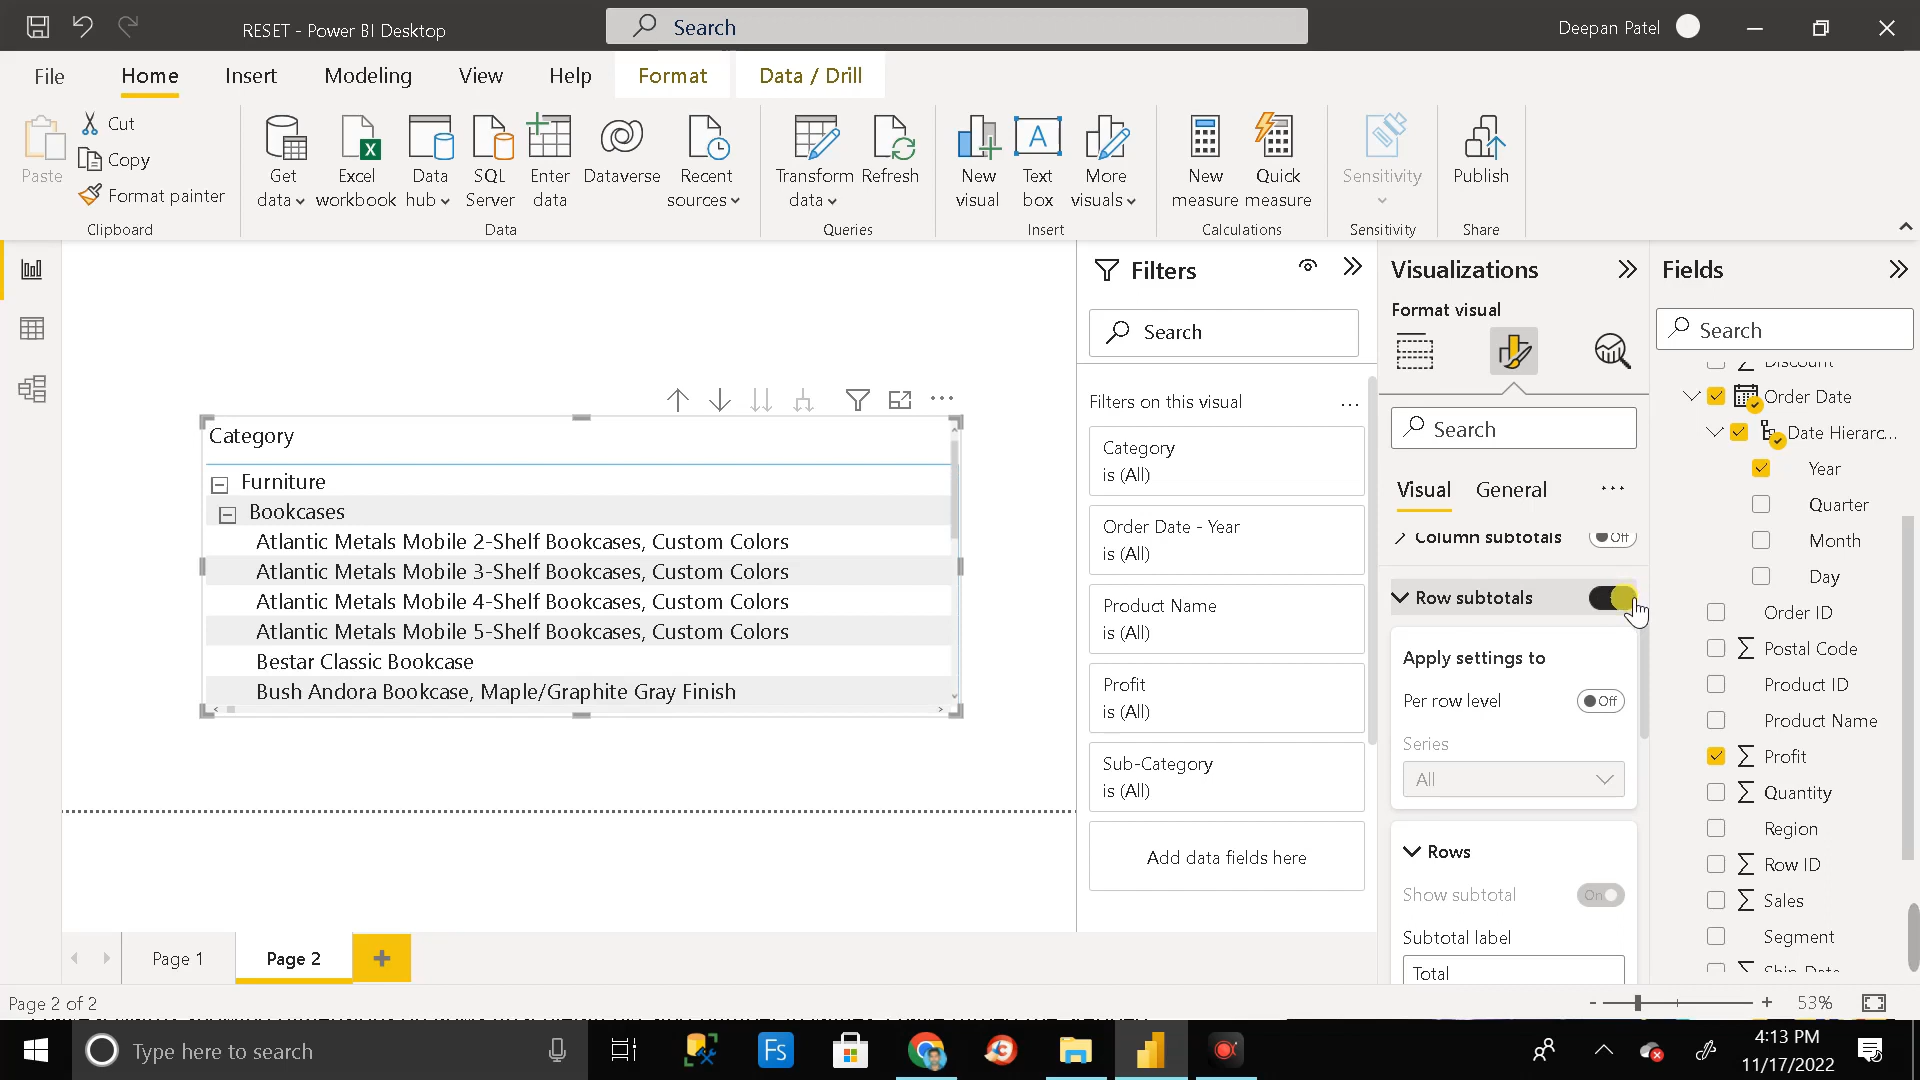 RESET - Power BI Desktop
Search
Deepan Patel
File
Home
Insert
Modeling
View
Help
Format
Data / Drill
Paste
Cut
Copy
Format painter
Clipboard
Get data
Excel workbook
Data hub
SQL Server
Enter data
Dataverse
Recent sources
Data
Transform data
Refresh
Queries
New visual
Text box
More visuals
Insert
New measure
Quick measure
Calculations
Sensitivity
Sensitivity
Publish
Share
Category
Furniture
Bookcases
Atlantic Metals Mobile 2-Shelf Bookcases, Custom Colors
Atlantic Metals Mobile 3-Shelf Bookcases, Custom Colors
Atlantic Metals Mobile 4-Shelf Bookcases, Custom Colors
Atlantic Metals Mobile 5-Shelf Bookcases, Custom Colors
Bestar Classic Bookcase
Bush Andora Bookcase, Maple/Graphite Gray Finish
Filters
Search
Filters on this visual
Category
is (All)
Order Date - Year
is (All)
Product Name
is (All)
Profit
is (All)
Sub-Category
is (All)
Add data fields here
Visualizations
Format visual
Search
Visual
General
Column subtotals
Off
Row subtotals
Apply settings to
Per row level
Off
Series
All
Rows
Show subtotal
On
Subtotal label
Total
Fields
Search
Discount
Order Date
Date Hierarc...
Year
Quarter
Month
Day
Order ID
Postal Code
Product ID
Product Name
Profit
Quantity
Region
Row ID
Sales
Segment
Ship Date
Page 1
Page 2
Page 2 of 2
53%
Type here to search
Fs
4:13 PM
11/17/2022